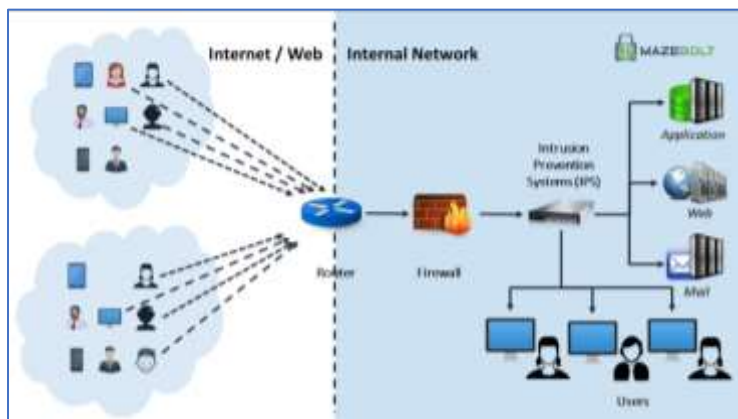 Internet / Web
Internal Network
MAZEBOLT
Intrusion
Prevention
Systems (IPS)
Application
Web
Mail
Router
Firewall
Users